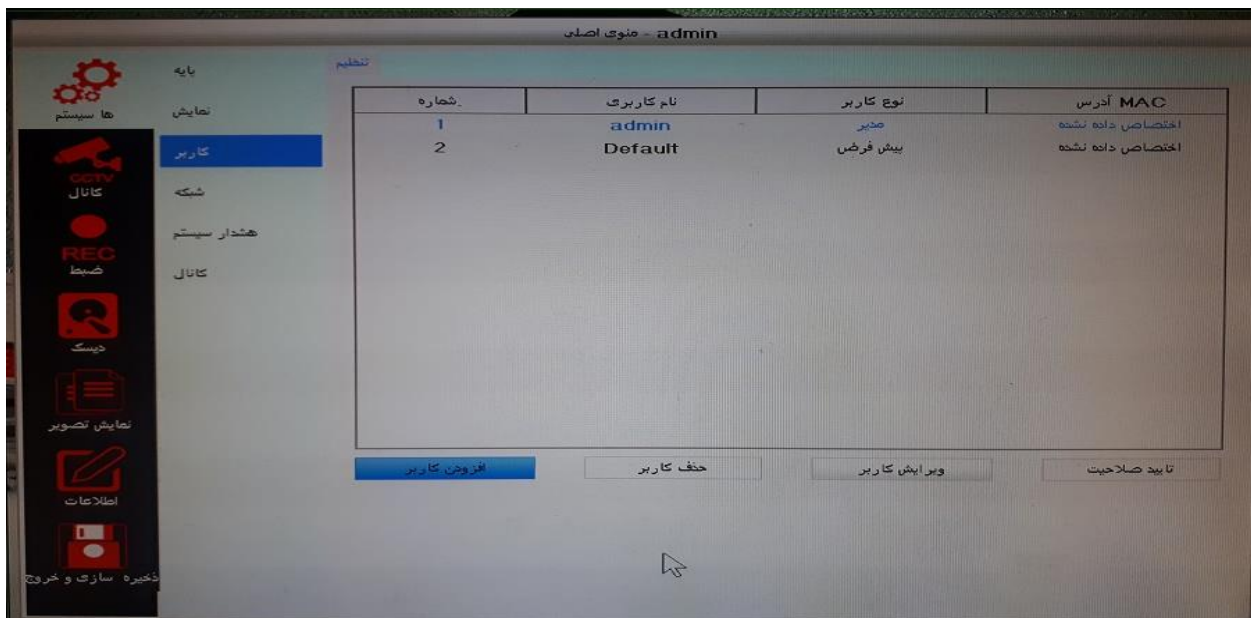 admin - منوی اصلی
ها سیستم
CCTV
کانال
REC
ضبط
دیسک
نمایش تصویر
اطلاعات
ذخیره سازی و خروج
پایه
نمایش
کاربر
شبکه
هشدار سیستم
کانال
تنظیم
شماره. نام کاربری نوع کاربر MAC آدرس
1 admin مدیر اختصاص داده نشده
2 Default پیش فرض اختصاص داده نشده
افزودن کاربر حذف کاربر ویرایش کاربر تایید صلاحیت